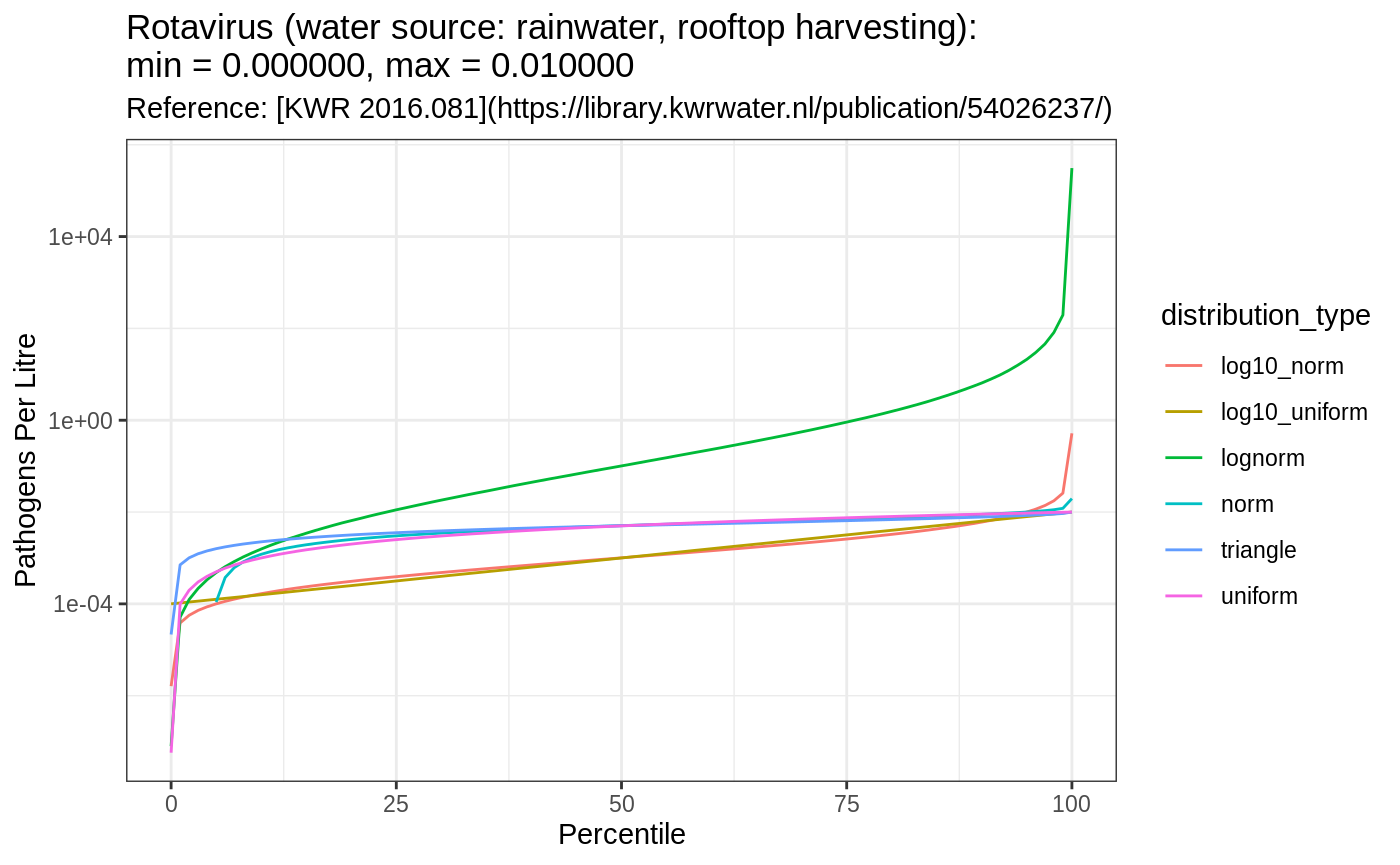 Rotavirus (water source: rainwater, rooftop harvesting):
min = 0.000000, max = 0.010000
Reference: [KWR 2016.081](https://library.kwrwater.nl/publication/54026237/)
Pathogens Per Litre
1e+04
1e+00
1e-04
0 25 50 75 100
Percentile
distribution_type
log10_norm
log10_uniform
lognorm
norm
triangle
uniform